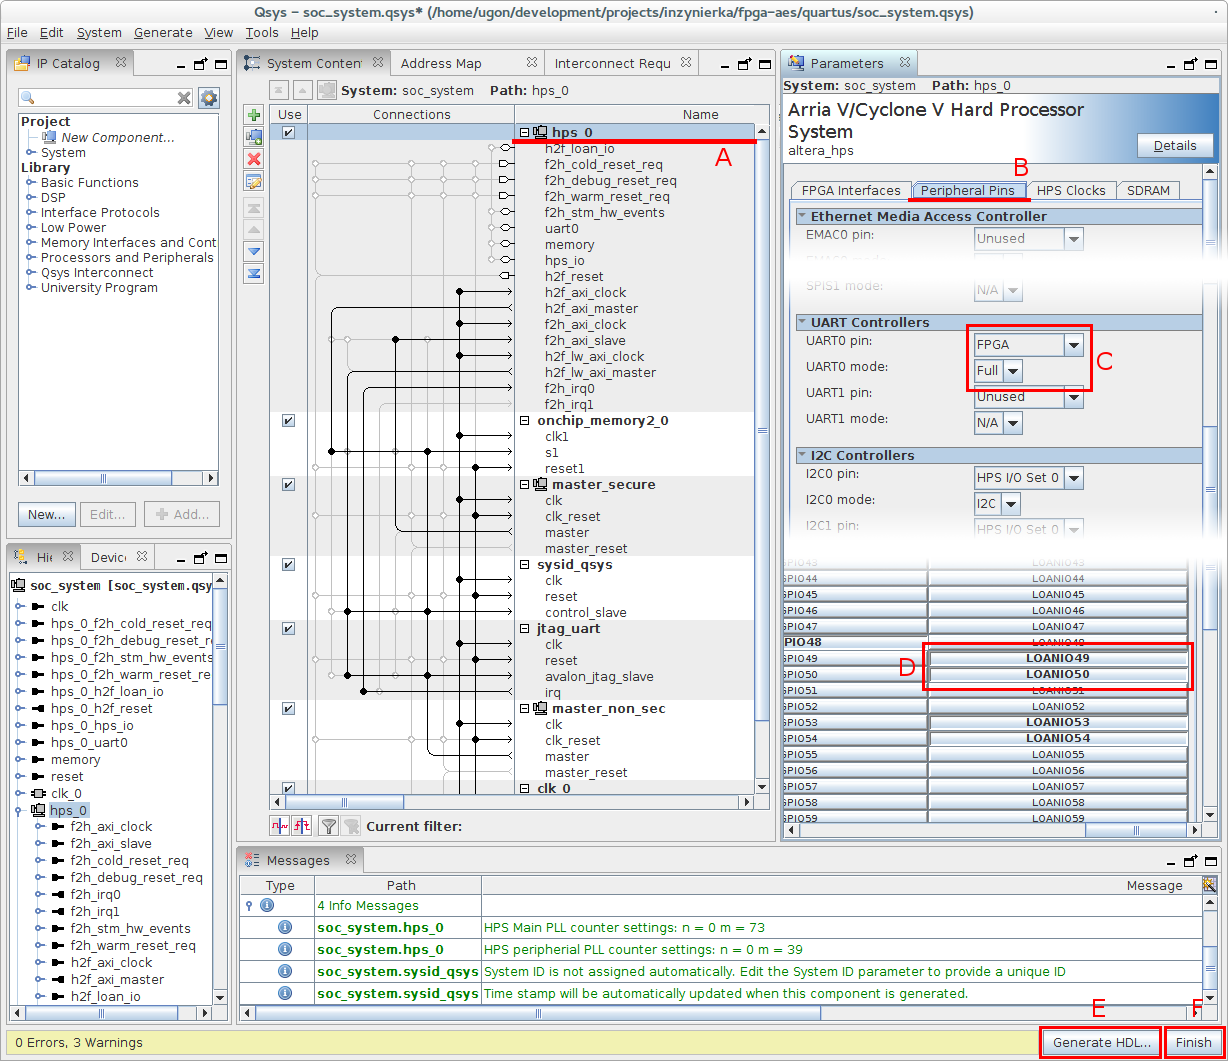 Qsys – soc_system.qsys* (/home/ugon/development/projects/inzynierka/fpga-aes/quartus/soc_system.qsys)
File Edit System Generate View Tools Help
IP Catalog
Project
New Component...
System
Library
Basic Functions
DSP
Interface Protocols
Low Power
Memory Interfaces and Cont
Processors and Peripherals
Qsys Interconnect
University Program
New... Edit... Add...
Hie Device
soc_system [soc_system.qsy
clk
hps_0_f2h_cold_reset_req
hps_0_f2h_debug_reset_r
hps_0_f2h_stm_hw_events
hps_0_f2h_warm_reset_re
hps_0_h2f_loan_io
hps_0_h2f_reset
hps_0_hps_io
hps_0_uart0
memory
reset
clk_0
hps_0
f2h_axi_clock
f2h_axi_slave
f2h_cold_reset_req
f2h_debug_reset_req
f2h_irq0
f2h_irq1
f2h_stm_hw_events
f2h_warm_reset_req
h2f_axi_clock
h2f_axi_master
h2f_loan_io
System Conten Address Map Interconnect Requ
System: soc_system Path: hps_0
Use Connections Name
hps_0
A
h2f_loan_io
f2h_cold_reset_req
f2h_debug_reset_req
f2h_warm_reset_req
f2h_stm_hw_events
uart0
memory
hps_io
h2f_reset
h2f_axi_clock
h2f_axi_master
f2h_axi_clock
f2h_axi_slave
h2f_lw_axi_clock
h2f_lw_axi_master
f2h_irq0
f2h_irq1
onchip_memory2_0
clk1
s1
reset1
master_secure
clk
clk_reset
master
master_reset
sysid_qsys
clk
reset
control_slave
jtag_uart
clk
reset
avalon_jtag_slave
irq
master_non_sec
clk
clk_reset
master
master_reset
clk_0
Current filter:
Parameters
System: soc_system Path: hps_0
Arria V/Cyclone V Hard Processor
System
altera_hps
Details
B
FPGA Interfaces Peripheral Pins HPS Clocks SDRAM
Ethernet Media Access Controller
EMAC0 pin: Unused
SPIS1 mode: N/A
UART Controllers
UART0 pin: FPGA
UART0 mode: Full
C
UART1 pin: Unused
UART1 mode: N/A
I2C Controllers
I2C0 pin: HPS I/O Set 0
I2C0 mode: I2C
I2C1 pin: HPS I/O Set 0
GPIO43 LOANIO43
GPIO44 LOANIO44
GPIO45 LOANIO45
GPIO46 LOANIO46
GPIO47 LOANIO47
PIO48 LOANIO48
GPIO49 LOANIO49
D
GPIO50 LOANIO50
GPIO51 LOANIO51
GPIO52 LOANIO52
GPIO53 LOANIO53
GPIO54 LOANIO54
GPIO55 LOANIO55
GPIO56 LOANIO56
GPIO57 LOANIO57
GPIO58 LOANIO58
GPIO59 LOANIO59
Messages
Type Path Message
4 Info Messages
soc_system.hps_0 HPS Main PLL counter settings: n = 0 m = 73
soc_system.hps_0 HPS peripherial PLL counter settings: n = 0 m = 39
soc_system.sysid_qsys System ID is not assigned automatically. Edit the System ID parameter to provide a unique ID
soc_system.sysid_qsys Time stamp will be automatically updated when this component is generated.
E F
0 Errors, 3 Warnings
Generate HDL... Finish